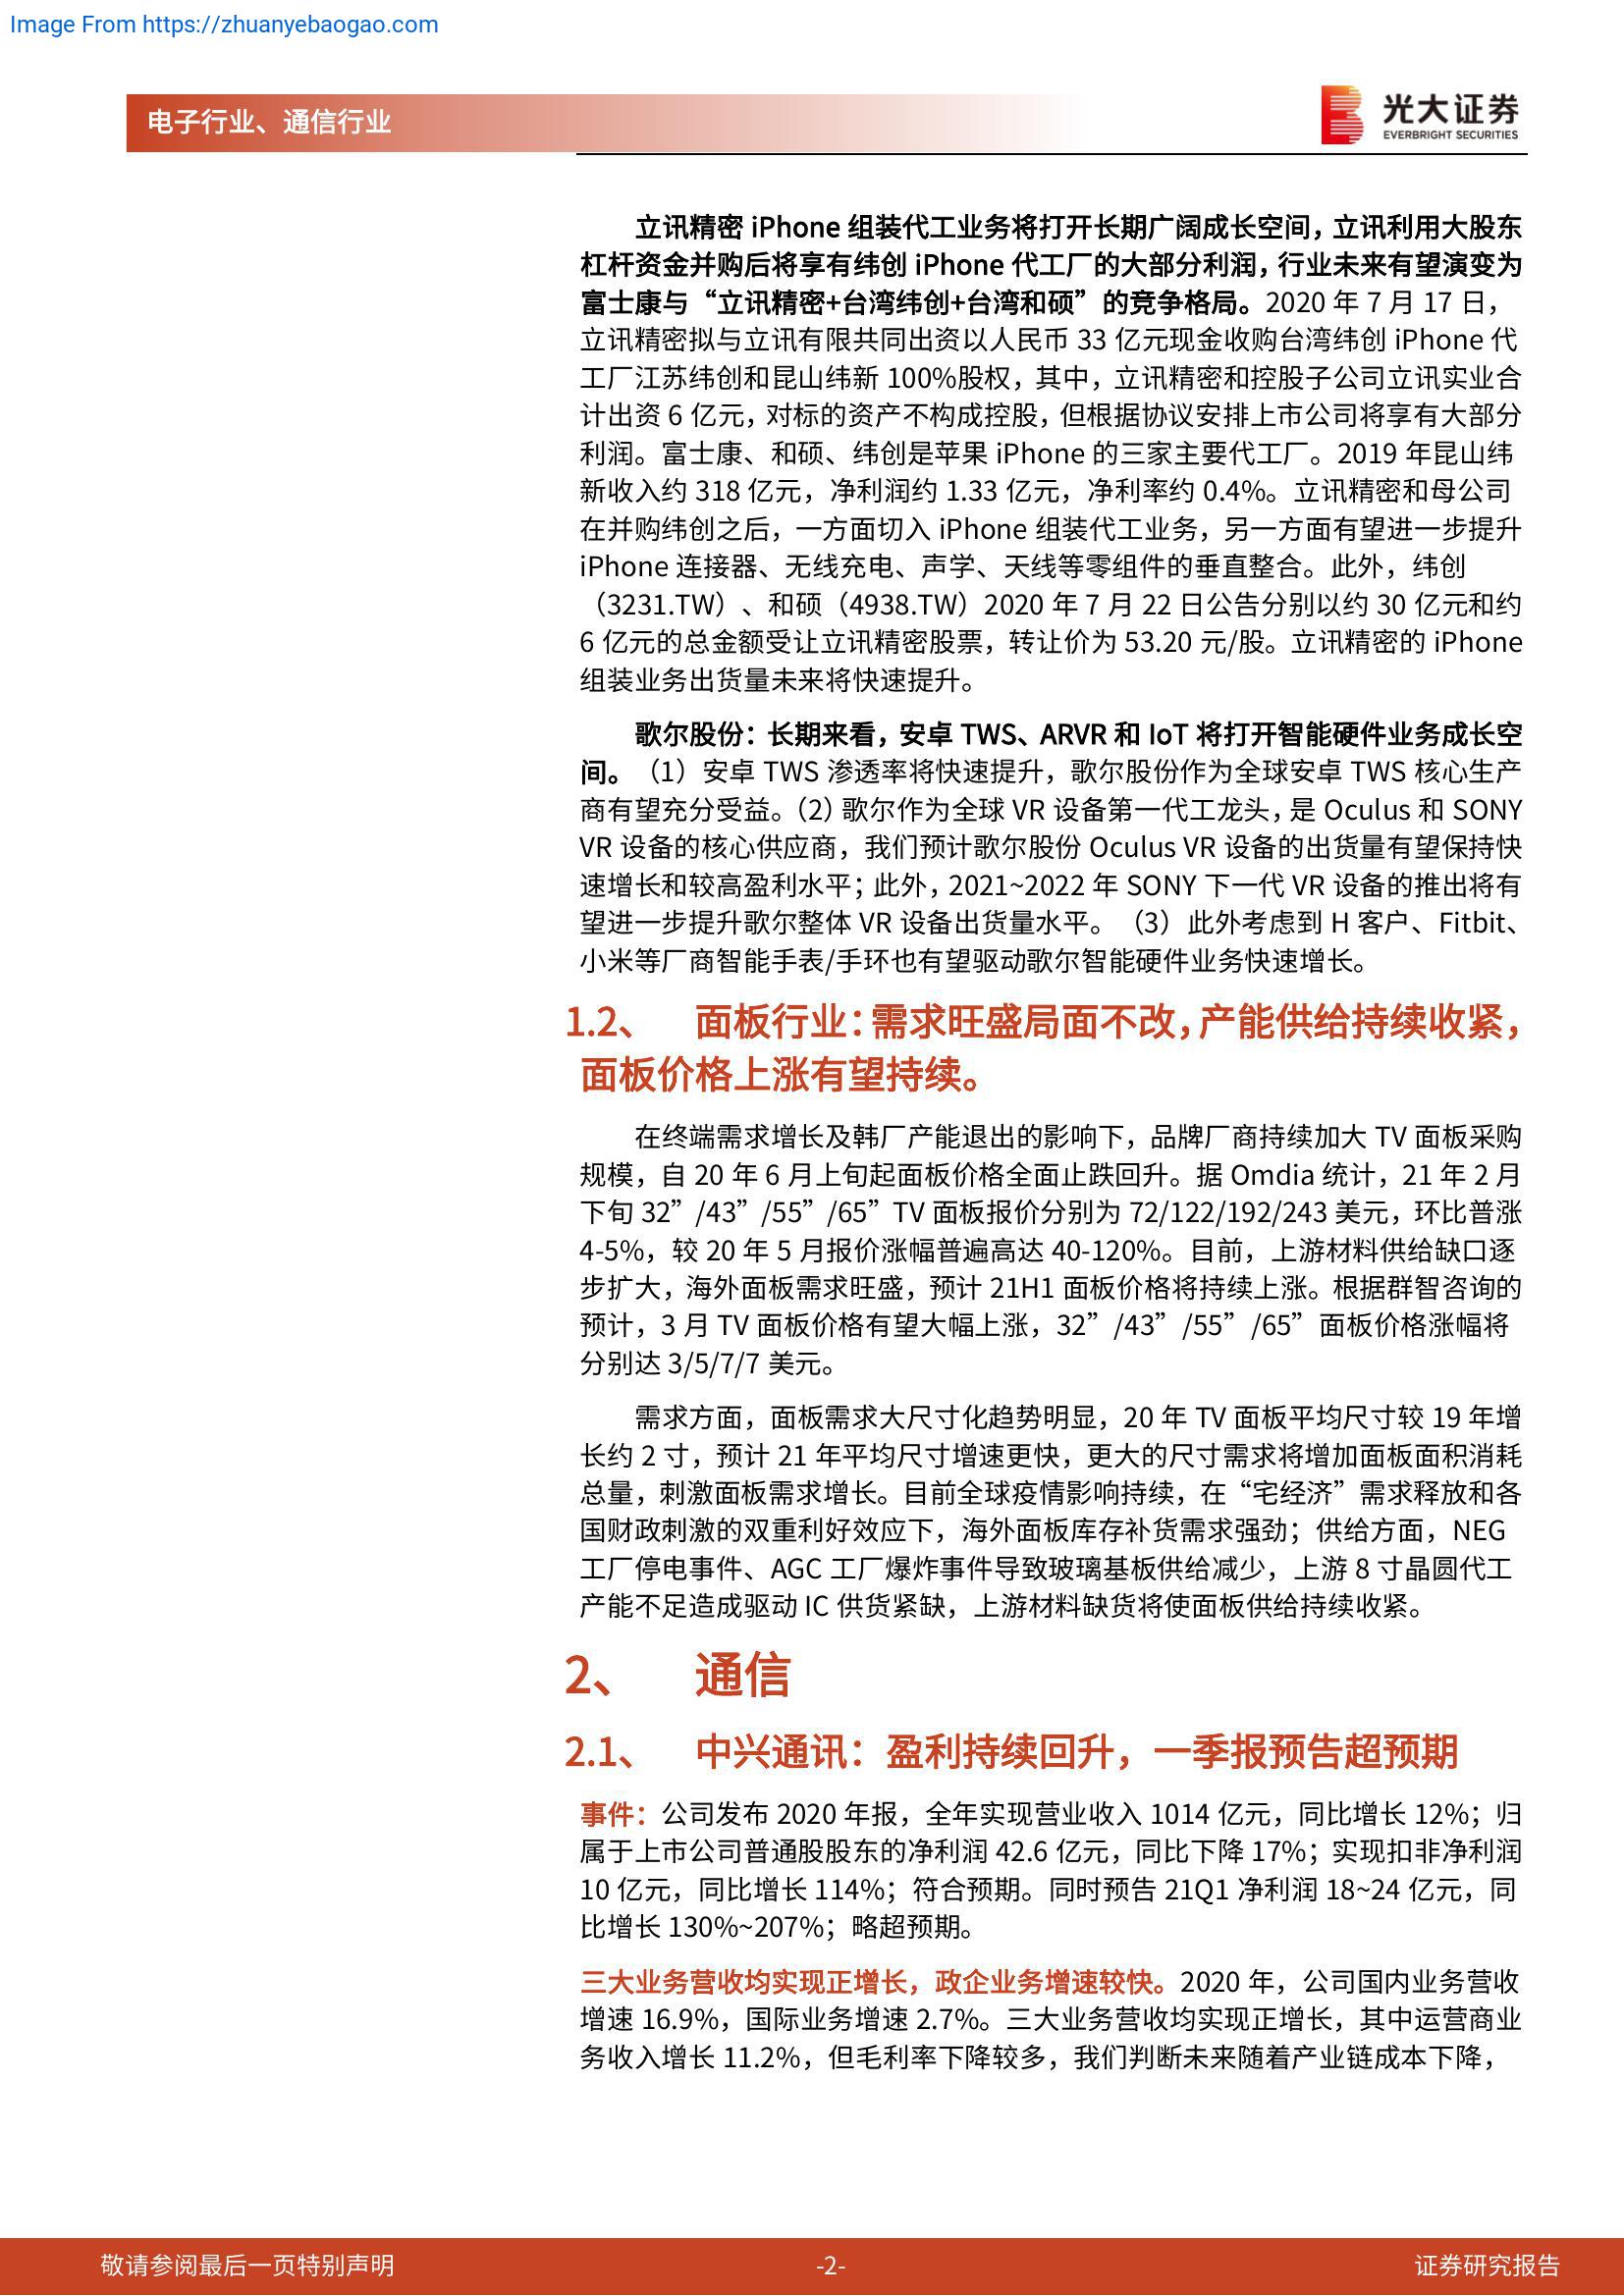 Image From https://zhuanyebaogao.com
电子行业、通信行业
光大证券
EVERBRIGHT SECURITIES
立讯精密 iPhone 组装代工业务将打开长期广阔成长空间，立讯利用大股东
杠杆资金并购后将享有纬创 iPhone 代工厂的大部分利润，行业未来有望演变为
富士康与“立讯精密+台湾纬创+台湾和硕”的竞争格局。2020 年 7 月 17 日，
立讯精密拟与立讯有限共同出资以人民币 33 亿元现金收购台湾纬创 iPhone 代
工厂江苏纬创和昆山纬新 100%股权，其中，立讯精密和控股子公司立讯实业合
计出资 6 亿元，对标的资产不构成控股，但根据协议安排上市公司将享有大部分
利润。富士康、和硕、纬创是苹果 iPhone 的三家主要代工厂。2019 年昆山纬
新收入约 318 亿元，净利润约 1.33 亿元，净利率约 0.4%。立讯精密和母公司
在并购纬创之后，一方面切入 iPhone 组装代工业务，另一方面有望进一步提升
iPhone 连接器、无线充电、声学、天线等零组件的垂直整合。此外，纬创
（3231.TW）、和硕（4938.TW）2020 年 7 月 22 日公告分别以约 30 亿元和约
6 亿元的总金额受让立讯精密股票，转让价为 53.20 元/股。立讯精密的 iPhone
组装业务出货量未来将快速提升。
歌尔股份：长期来看，安卓 TWS、ARVR 和 IoT 将打开智能硬件业务成长空
间。（1）安卓 TWS 渗透率将快速提升，歌尔股份作为全球安卓 TWS 核心生产
商有望充分受益。（2）歌尔作为全球 VR 设备第一代工龙头，是 Oculus 和 SONY
VR 设备的核心供应商，我们预计歌尔股份 Oculus VR 设备的出货量有望保持快
速增长和较高盈利水平；此外，2021~2022 年 SONY 下一代 VR 设备的推出将有
望进一步提升歌尔整体 VR 设备出货量水平。（3）此外考虑到 H 客户、Fitbit、
小米等厂商智能手表/手环也有望驱动歌尔智能硬件业务快速增长。
1.2、 面板行业：需求旺盛局面不改，产能供给持续收紧，
面板价格上涨有望持续。
在终端需求增长及韩厂产能退出的影响下，品牌厂商持续加大 TV 面板采购
规模，自 20 年 6 月上旬起面板价格全面止跌回升。据 Omdia 统计，21 年 2 月
下旬 32”/43”/55”/65”TV 面板报价分别为 72/122/192/243 美元，环比普涨
4-5%，较 20 年 5 月报价涨幅普遍高达 40-120%。目前，上游材料供给缺口逐
步扩大，海外面板需求旺盛，预计 21H1 面板价格将持续上涨。根据群智咨询的
预计，3 月 TV 面板价格有望大幅上涨，32”/43”/55”/65”面板价格涨幅将
分别达 3/5/7/7 美元。
需求方面，面板需求大尺寸化趋势明显，20 年 TV 面板平均尺寸较 19 年增
长约 2 寸，预计 21 年平均尺寸增速更快，更大的尺寸需求将增加面板面积消耗
总量，刺激面板需求增长。目前全球疫情影响持续，在“宅经济”需求释放和各
国财政刺激的双重利好效应下，海外面板库存补货需求强劲；供给方面，NEG
工厂停电事件、AGC 工厂爆炸事件导致玻璃基板供给减少，上游 8 寸晶圆代工
产能不足造成驱动 IC 供货紧缺，上游材料缺货将使面板供给持续收紧。
2、 通信
2.1、 中兴通讯：盈利持续回升，一季报预告超预期
事件：公司发布 2020 年报，全年实现营业收入 1014 亿元，同比增长 12%；归
属于上市公司普通股股东的净利润 42.6 亿元，同比下降 17%；实现扣非净利润
10 亿元，同比增长 114%；符合预期。同时预告 21Q1 净利润 18~24 亿元，同
比增长 130%~207%；略超预期。
三大业务营收均实现正增长，政企业务增速较快。2020 年，公司国内业务营收
增速 16.9%，国际业务增速 2.7%。三大业务营收均实现正增长，其中运营商业
务收入增长 11.2%，但毛利率下降较多，我们判断未来随着产业链成本下降，
敬请参阅最后一页特别声明
-2-
证券研究报告